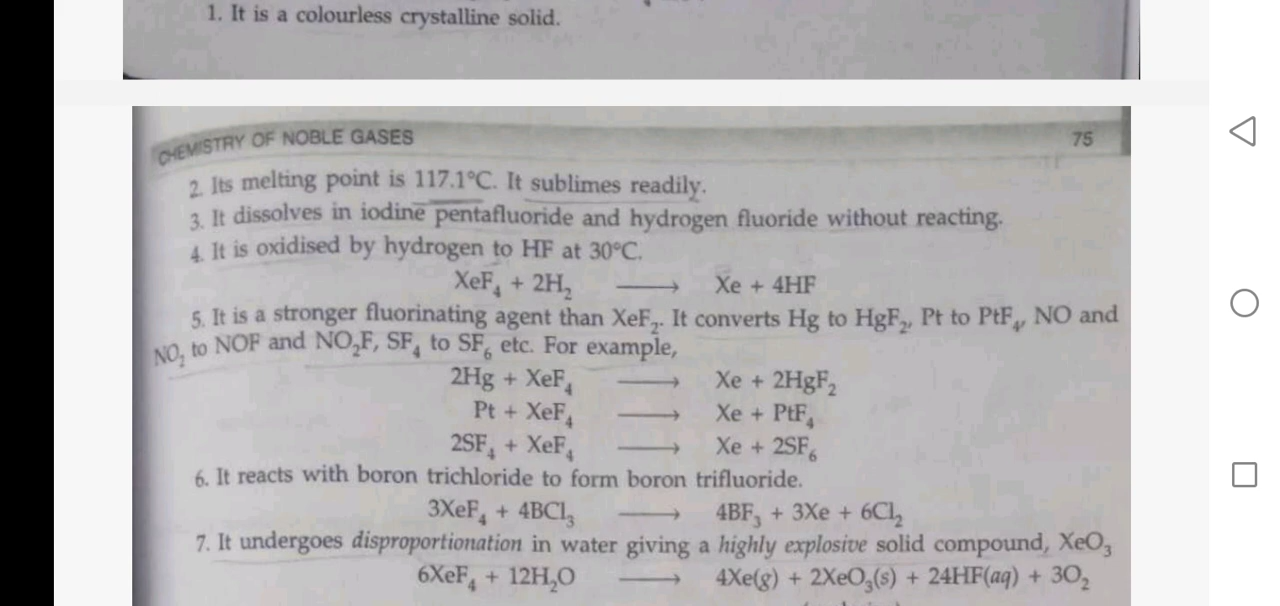 1. It is a colourless crystalline solid.
CHEMISTRY OF NOBLE GASES 75
2. Its melting point is 117.1°C. It sublimes readily.
3. It dissolves in iodine pentafluoride and hydrogen fluoride without reacting.
4. It is oxidised by hydrogen to HF at 30°C.
XeF₄ + 2H₂ ⟶ Xe + 4HF
5. It is a stronger fluorinating agent than XeF₂. It converts Hg to HgF₂, Pt to PtF₄, NO and
NO₂ to NOF and NO₂F, SF₄ to SF₆ etc. For example,
2Hg + XeF₄ ⟶ Xe + 2HgF₂
Pt + XeF₄ ⟶ Xe + PtF₄
2SF₄ + XeF₄ ⟶ Xe + 2SF₆
6. It reacts with boron trichloride to form boron trifluoride.
3XeF₄ + 4BCl₃ ⟶ 4BF₃ + 3Xe + 6Cl₂
7. It undergoes disproportionation in water giving a highly explosive solid compound, XeO₃
6XeF₄ + 12H₂O ⟶ 4Xe(g) + 2XeO₃(s) + 24HF(aq) + 3O₂